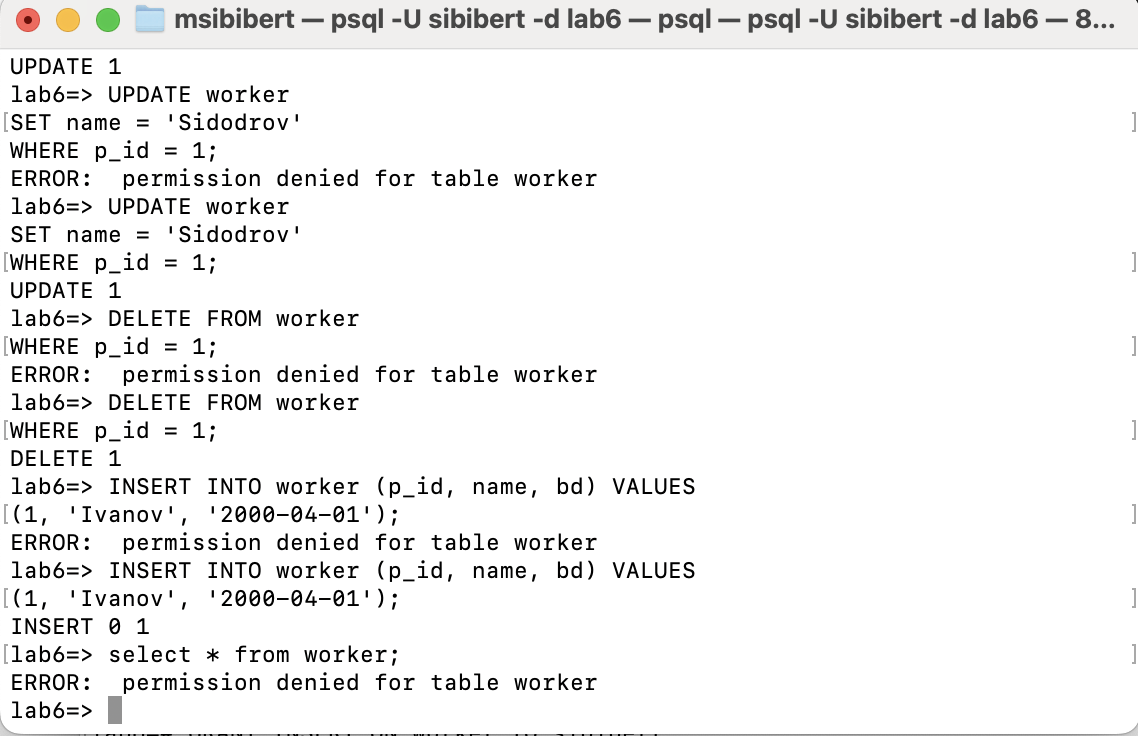 msibibert — psql -U sibibert -d lab6 — psql — psql -U sibibert -d lab6 — 8...
UPDATE 1
lab6=> UPDATE worker
[SET name = 'Sidodrov' ]
WHERE p_id = 1;
ERROR:  permission denied for table worker
lab6=> UPDATE worker
SET name = 'Sidodrov'
[WHERE p_id = 1; ]
UPDATE 1
lab6=> DELETE FROM worker
[WHERE p_id = 1; ]
ERROR:  permission denied for table worker
lab6=> DELETE FROM worker
[WHERE p_id = 1; ]
DELETE 1
lab6=> INSERT INTO worker (p_id, name, bd) VALUES
[(1, 'Ivanov', '2000-04-01'); ]
ERROR:  permission denied for table worker
lab6=> INSERT INTO worker (p_id, name, bd) VALUES
[(1, 'Ivanov', '2000-04-01'); ]
INSERT 0 1
[lab6=> select * from worker; ]
ERROR:  permission denied for table worker
lab6=>